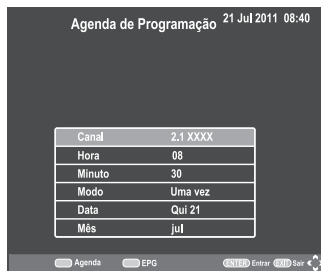 Agenda de Programação 21 Jul 2011 08:40
Canal 2.1 XXXX
Hora 08
Minuto 30
Modo Uma vez
Data Qui 21
Mês jul
Agenda EPG ENTER Entrar EXIT Sair